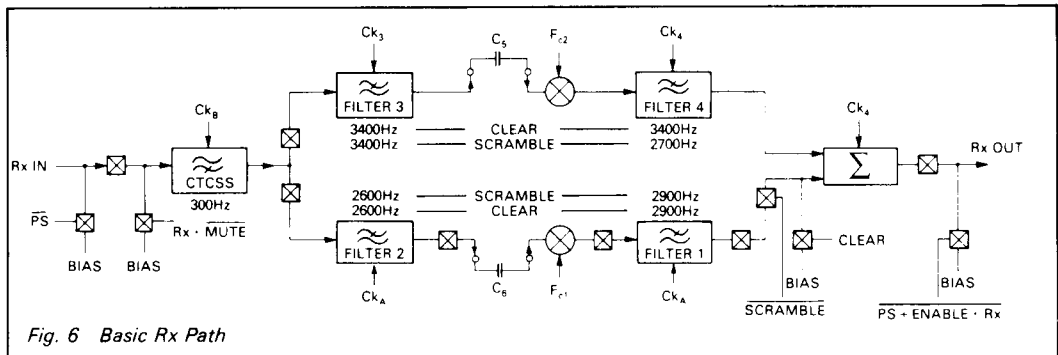 Ck3
C5
Fc2
Ck4
FILTER 3
FILTER 4
CkB
3400Hz CLEAR 3400Hz
3400Hz SCRAMBLE 2700Hz
Ck4
Rx IN
CTCSS
Σ
Rx OUT
300Hz
2600Hz SCRAMBLE 2900Hz
2600Hz CLEAR 2900Hz
PS
Rx · MUTE
FILTER 2
FILTER 1
CLEAR
BIAS
BIAS
C6
BIAS
BIAS
CkA
Fc1
CkA
SCRAMBLE
PS + ENABLE · Rx
Fig. 6 Basic Rx Path